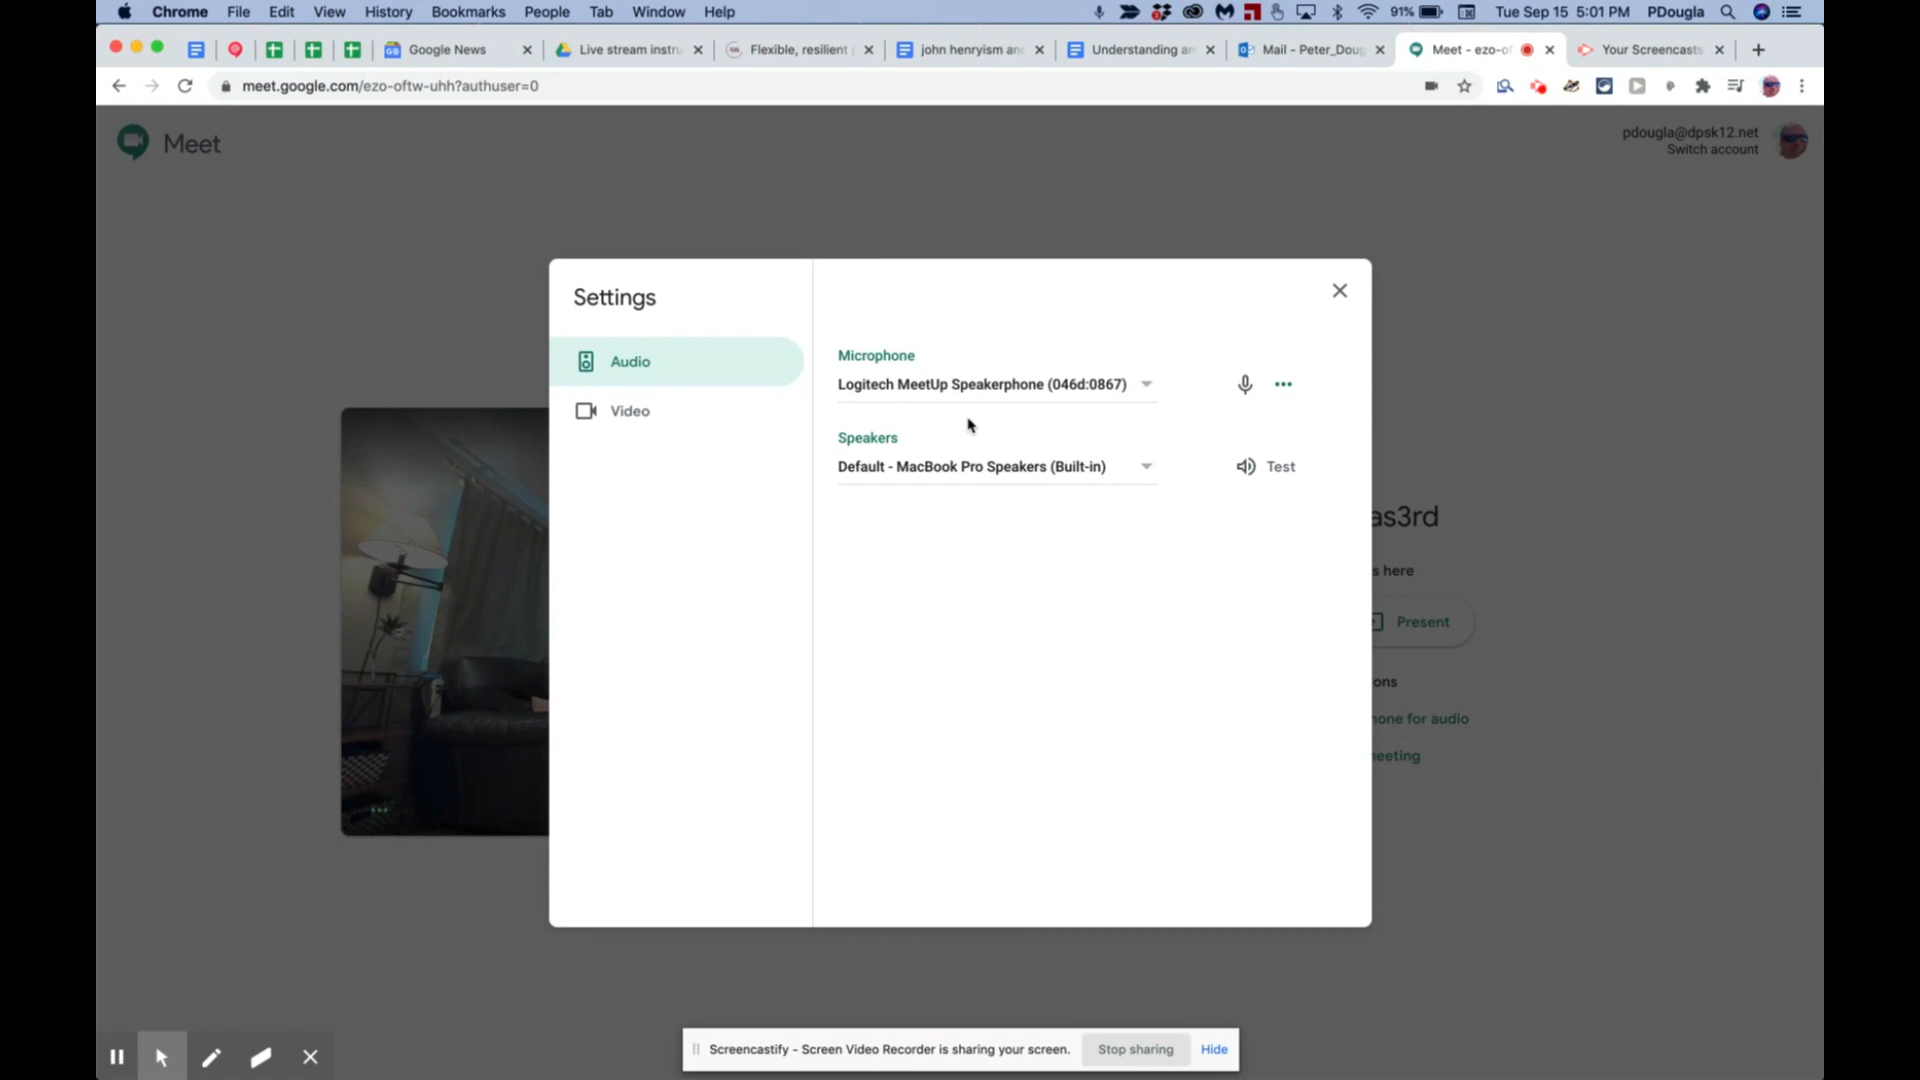 Chrome File Edit View History Bookmarks People Tab Window Help 91% Tue Sep 15 5:01 PM PDougla
Google News Live stream instru Flexible, resilient john henryism and Understanding an Mail - Peter_Doug Meet - ezo-of Your Screencasts
meet.google.com/ezo-oftw-uhh?authuser=0
Meet
pdougla@dpsk12.net
Switch account
Settings
Audio
Video
Microphone
Logitech MeetUp Speakerphone (046d:0867)
Speakers
Default - MacBook Pro Speakers (Built-in)
Test
as3rd
s here
Present
ons
hone for audio
neeting
Screencastify - Screen Video Recorder is sharing your screen. Stop sharing Hide